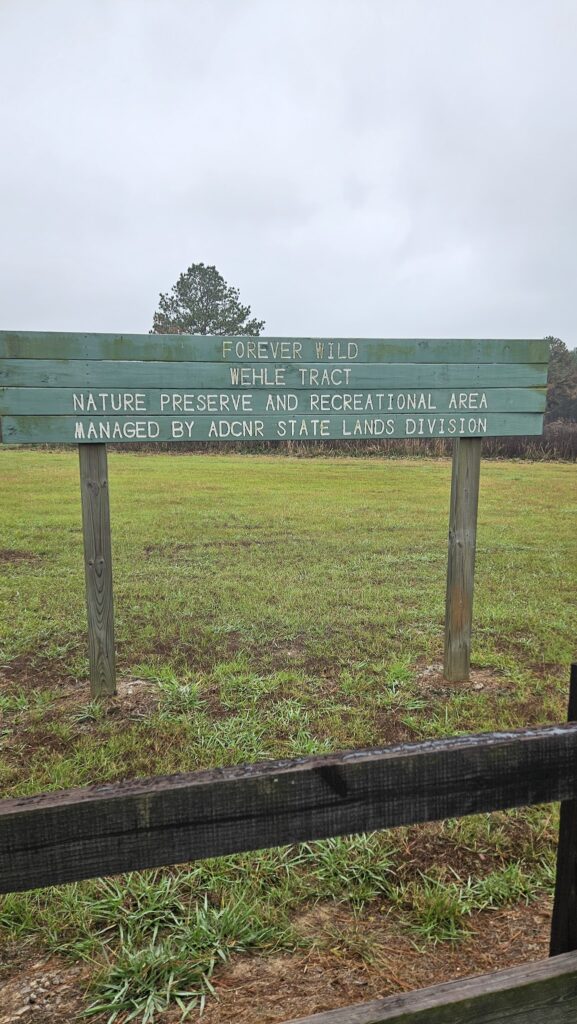 FOREVER WILD
WEHLE TRACT
NATURE PRESERVE AND RECREATIONAL AREA
MANAGED BY ADCNR STATE LANDS DIVISION